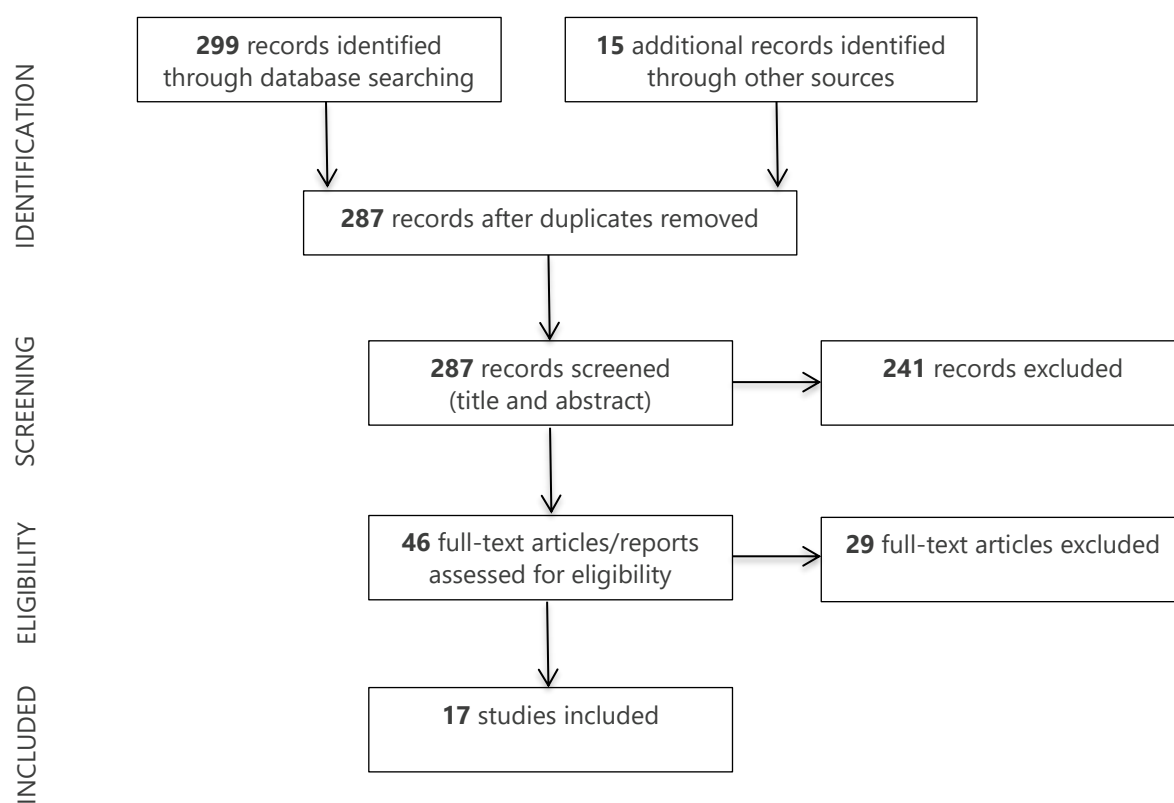 IDENTIFICATION
299 records identified
through database searching
15 additional records identified
through other sources
287 records after duplicates removed
SCREENING
287 records screened
(title and abstract)
241 records excluded
ELIGIBILITY
46 full-text articles/reports
assessed for eligibility
29 full-text articles excluded
INCLUDED
17 studies included